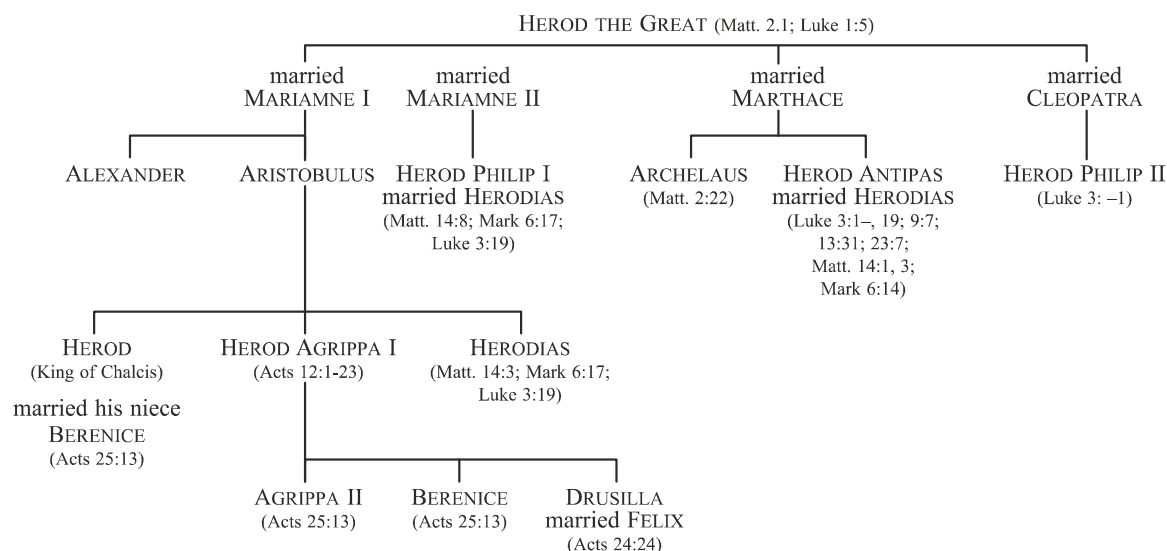 HEROD THE GREAT (Matt. 2.1; Luke 1:5)
married
MARIAMNE I
married
MARIAMNE II
married
MARTHACE
married
CLEOPATRA
ALEXANDER
ARISTOBULUS
HEROD PHILIP I
married HERODIAS
(Matt. 14:8; Mark 6:17;
Luke 3:19)
ARCHELAUS
(Matt. 2:22)
HEROD ANTIPAS
married HERODIAS
(Luke 3:1–, 19; 9:7;
13:31; 23:7;
Matt. 14:1, 3;
Mark 6:14)
HEROD PHILIP II
(Luke 3: –1)
HEROD
(King of Chalcis)
married his niece
BERENICE
(Acts 25:13)
HEROD AGRIPPA I
(Acts 12:1-23)
HERODIAS
(Matt. 14:3; Mark 6:17;
Luke 3:19)
AGRIPPA II
(Acts 25:13)
BERENICE
(Acts 25:13)
DRUSILLA
married FELIX
(Acts 24:24)